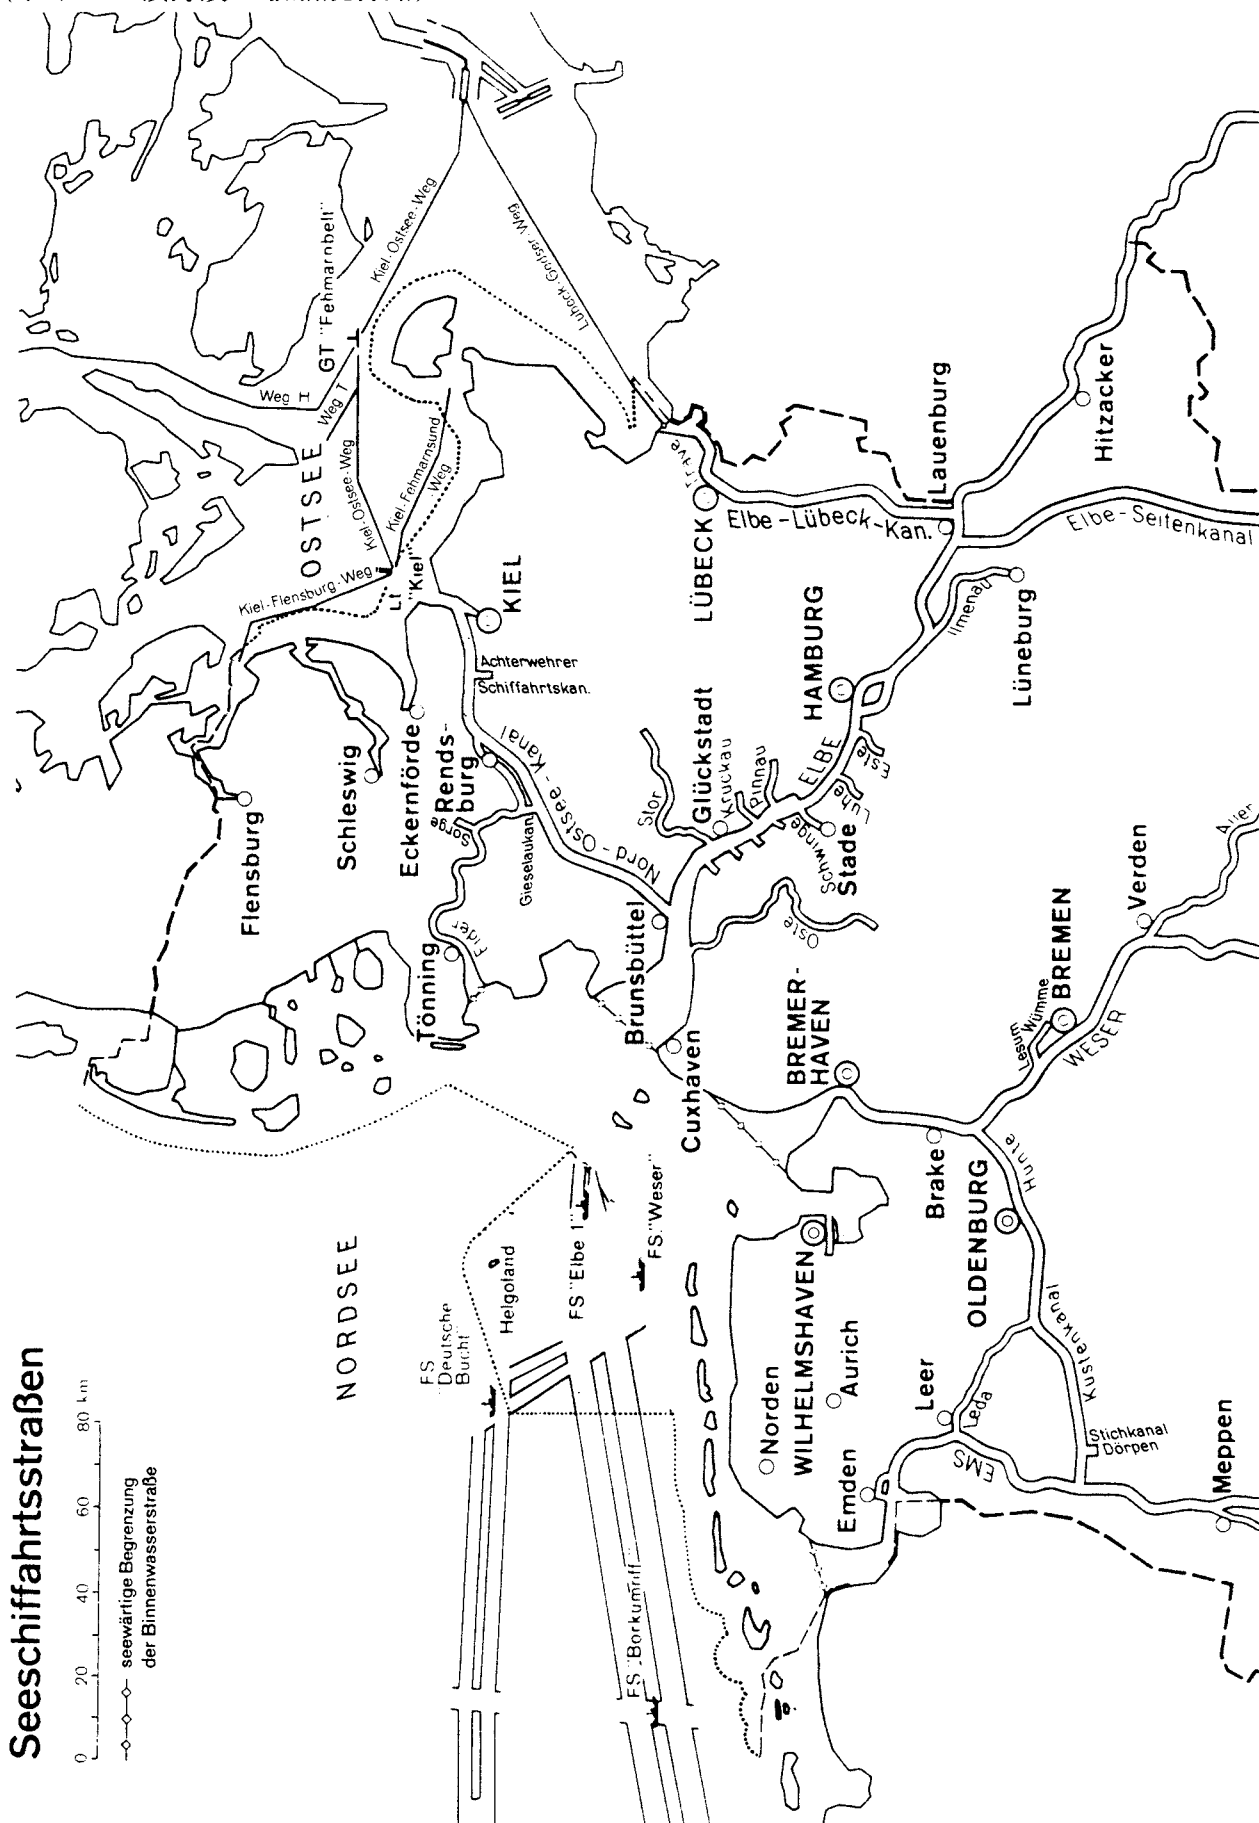 Seeschiffahrtsstraßen
0 20 40 60 80 km
seewärtige Begrenzung
der Binnenwasserstraße
NORDSEE
OSTSEE
FS
"Deutsche
Bucht"
Helgoland
FS "Elbe 1"
FS "Weser"
FS "Borkumriff"
Weg H
Weg T
GT "Fehmarnbelt"
Kiel-Ostsee-Weg
Kiel-Ostsee-Weg
Lübeck-Gedser-Weg
Kiel-Fehmarnsund
Weg
Kiel-Flensburg-Weg
Lt
"Kiel"
Flensburg
Schleswig
Eckernförde
Rends-
burg
KIEL
Achterwehrer
Schiffahrtskan.
Nord-Ostsee-Kanal
Gieselaukan.
Sorge
Eider
Tönning
Brunsbüttel
Cuxhaven
Oste
Stör
Glückstadt
Krückau
Pinnau
Schwinge
Stade
Lühe
Este
ELBE
HAMBURG
LÜBECK
Trave
Elbe-Lübeck-Kan.
Lauenburg
Hitzacker
Elbe-Seitenkanal
Ilmenau
Lüneburg
BREMER-
HAVEN
Brake
Hunte
OLDENBURG
Lesum
Wümme
BREMEN
WESER
Verden
Aller
WILHELMSHAVEN
Norden
Aurich
Emden
Leer
Leda
EMS
Küstenkanal
Stichkanal
Dörpen
Meppen